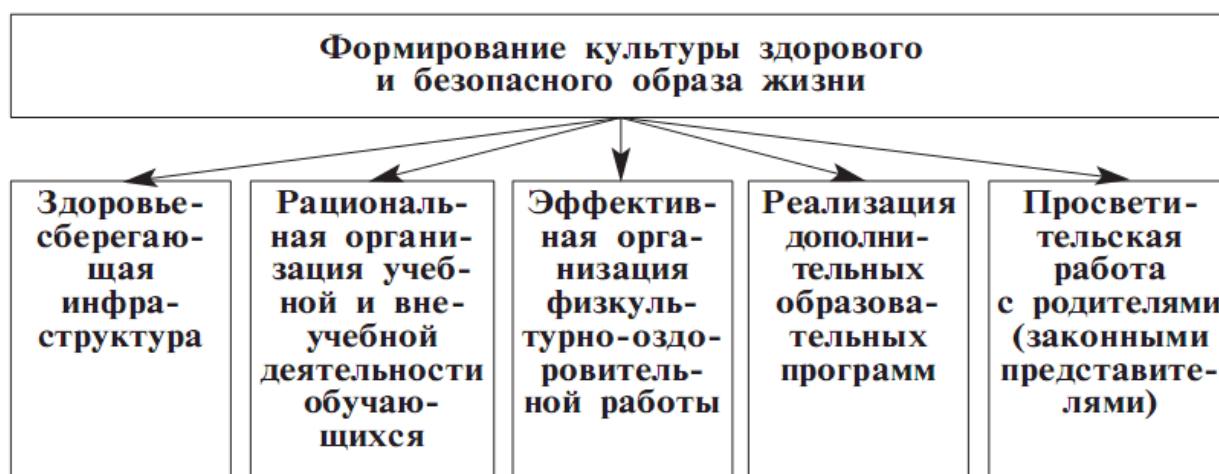 Формирование культуры здорового
и безопасного образа жизни
Здоровье-
сберегаю-
щая
инфра-
структура
Рациональ-
ная органи-
зация учеб-
ной и вне-
учебной
деятельности
обучаю-
щихся
Эффектив-
ная орга-
низация
физкуль-
турно-оздо-
ровитель-
ной работы
Реализация
дополни-
тельных
образова-
тельных
программ
Просвети-
тельская
работа
с родителями
(законными
представите-
лями)